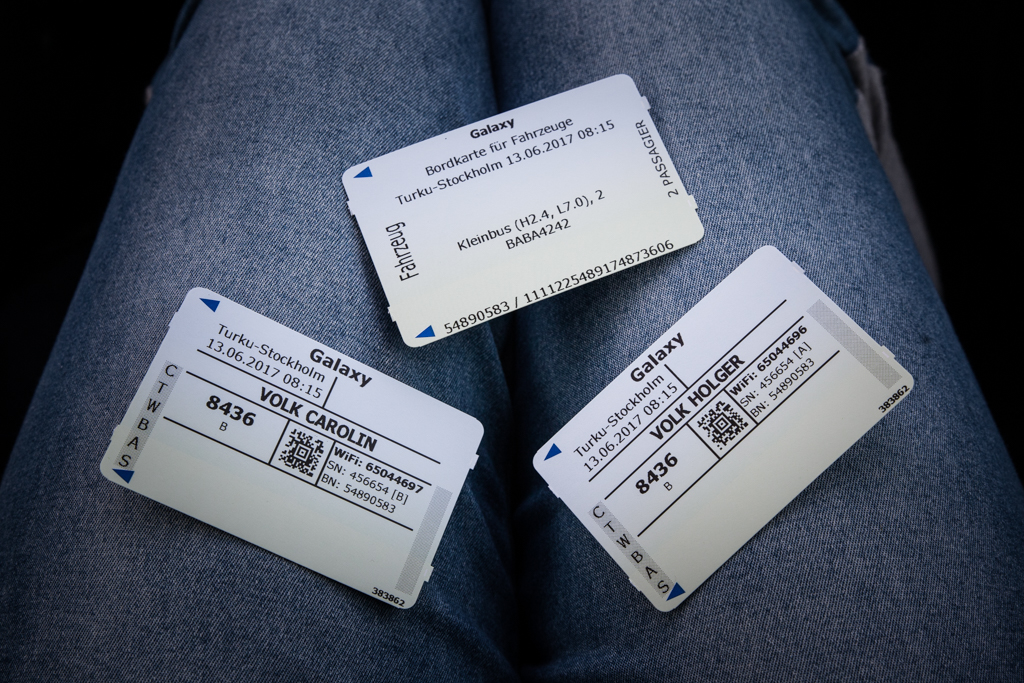 Galaxy
Bordkarte für Fahrzeuge
Turku-Stockholm 13.06.2017 08:15
2 PASSAGIER
Fahrzeug
Kleinbus (H2.4, L7.0), 2
BABA4242
54890583 / 1111225489174873606
Galaxy
Turku-Stockholm
13.06.2017 08:15
VOLK CAROLIN
8436
B
WiFi: 65044697
SN: 456654 [B]
BN: 54890583
C T W B A S
383862
Galaxy
Turku-Stockholm
13.06.2017 08:15
VOLK HOLGER
8436
B
WiFi: 65044696
SN: 456654 [A]
BN: 54890583
C T W B A S
383862